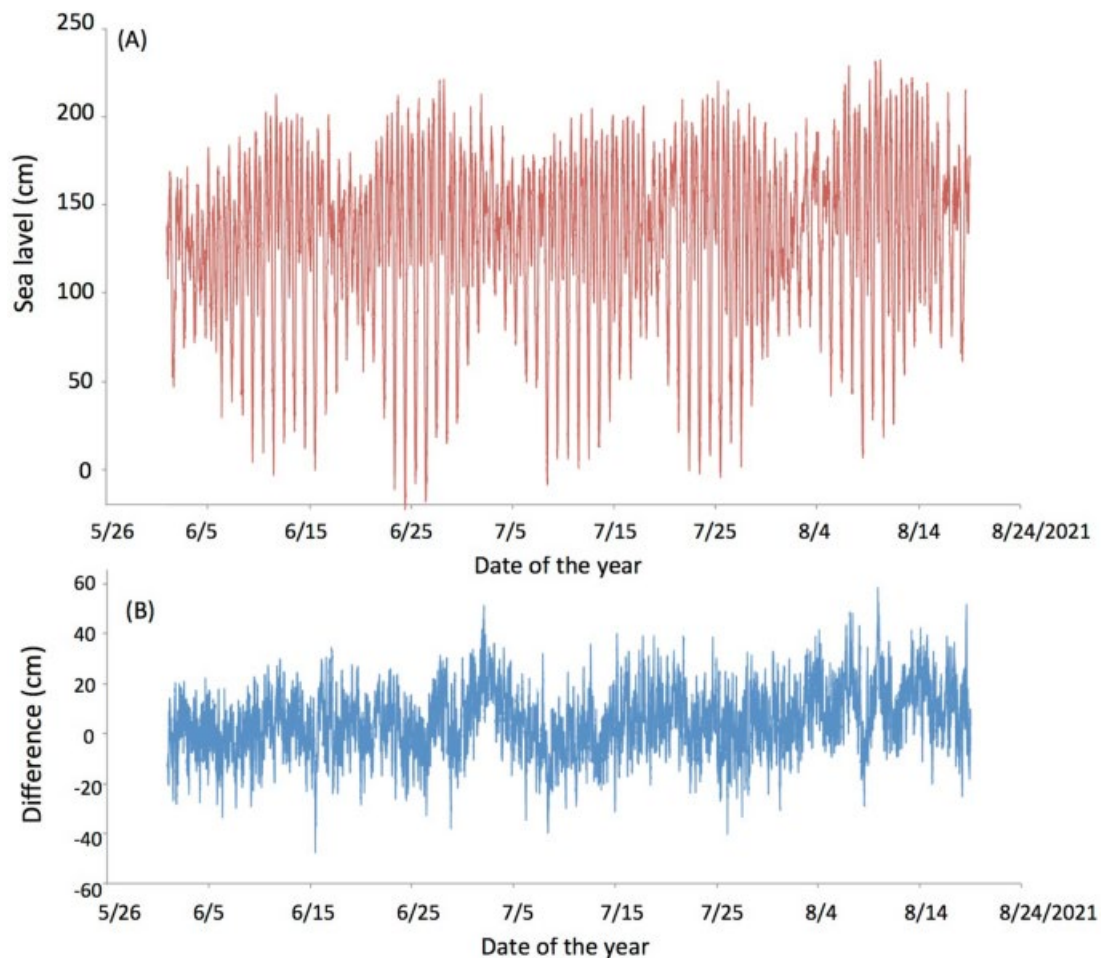 250
(A)
200
150
100
50
0
Sea lavel (cm)
5/26 6/5 6/15 6/25 7/5 7/15 7/25 8/4 8/14 8/24/2021
Date of the year
60
(B)
40
20
0
-20
-40
-60
Difference (cm)
5/26 6/5 6/15 6/25 7/5 7/15 7/25 8/4 8/14 8/24/2021
Date of the year